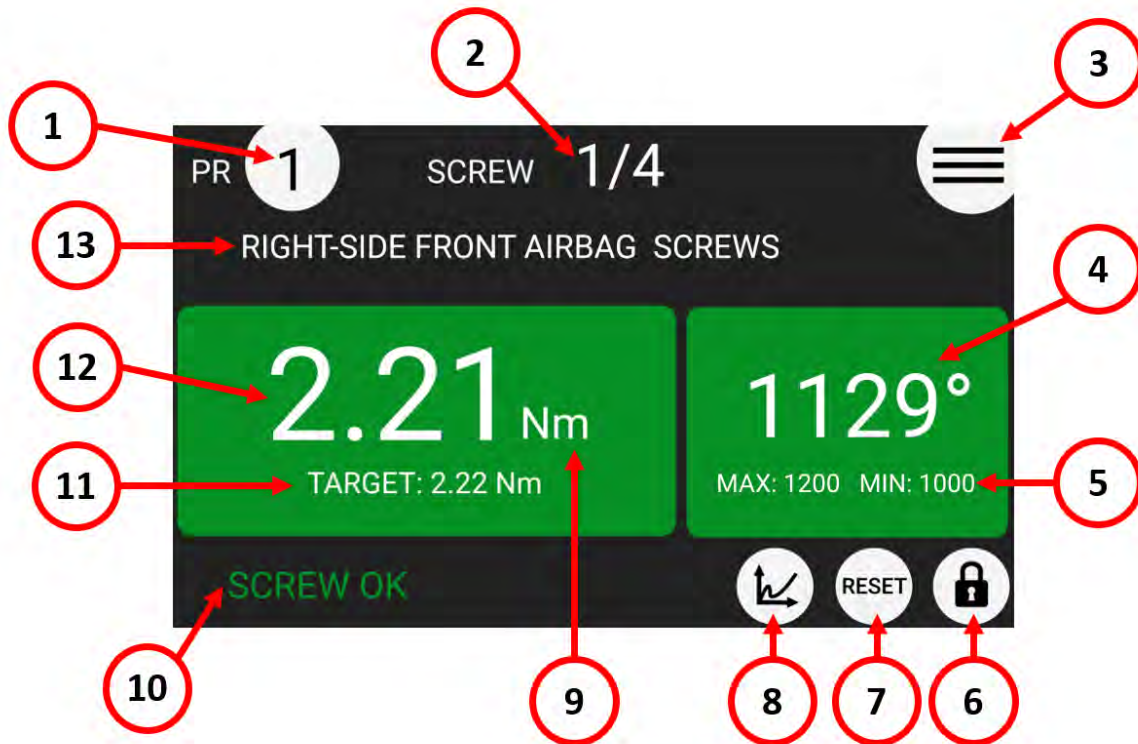 2
3
1
PR 1 SCREW 1/4
13
RIGHT-SIDE FRONT AIRBAG SCREWS
4
12
2.21 Nm
1129°
11
TARGET: 2.22 Nm
MAX: 1200 MIN: 1000
5
SCREW OK
RESET
10
9
8
7
6